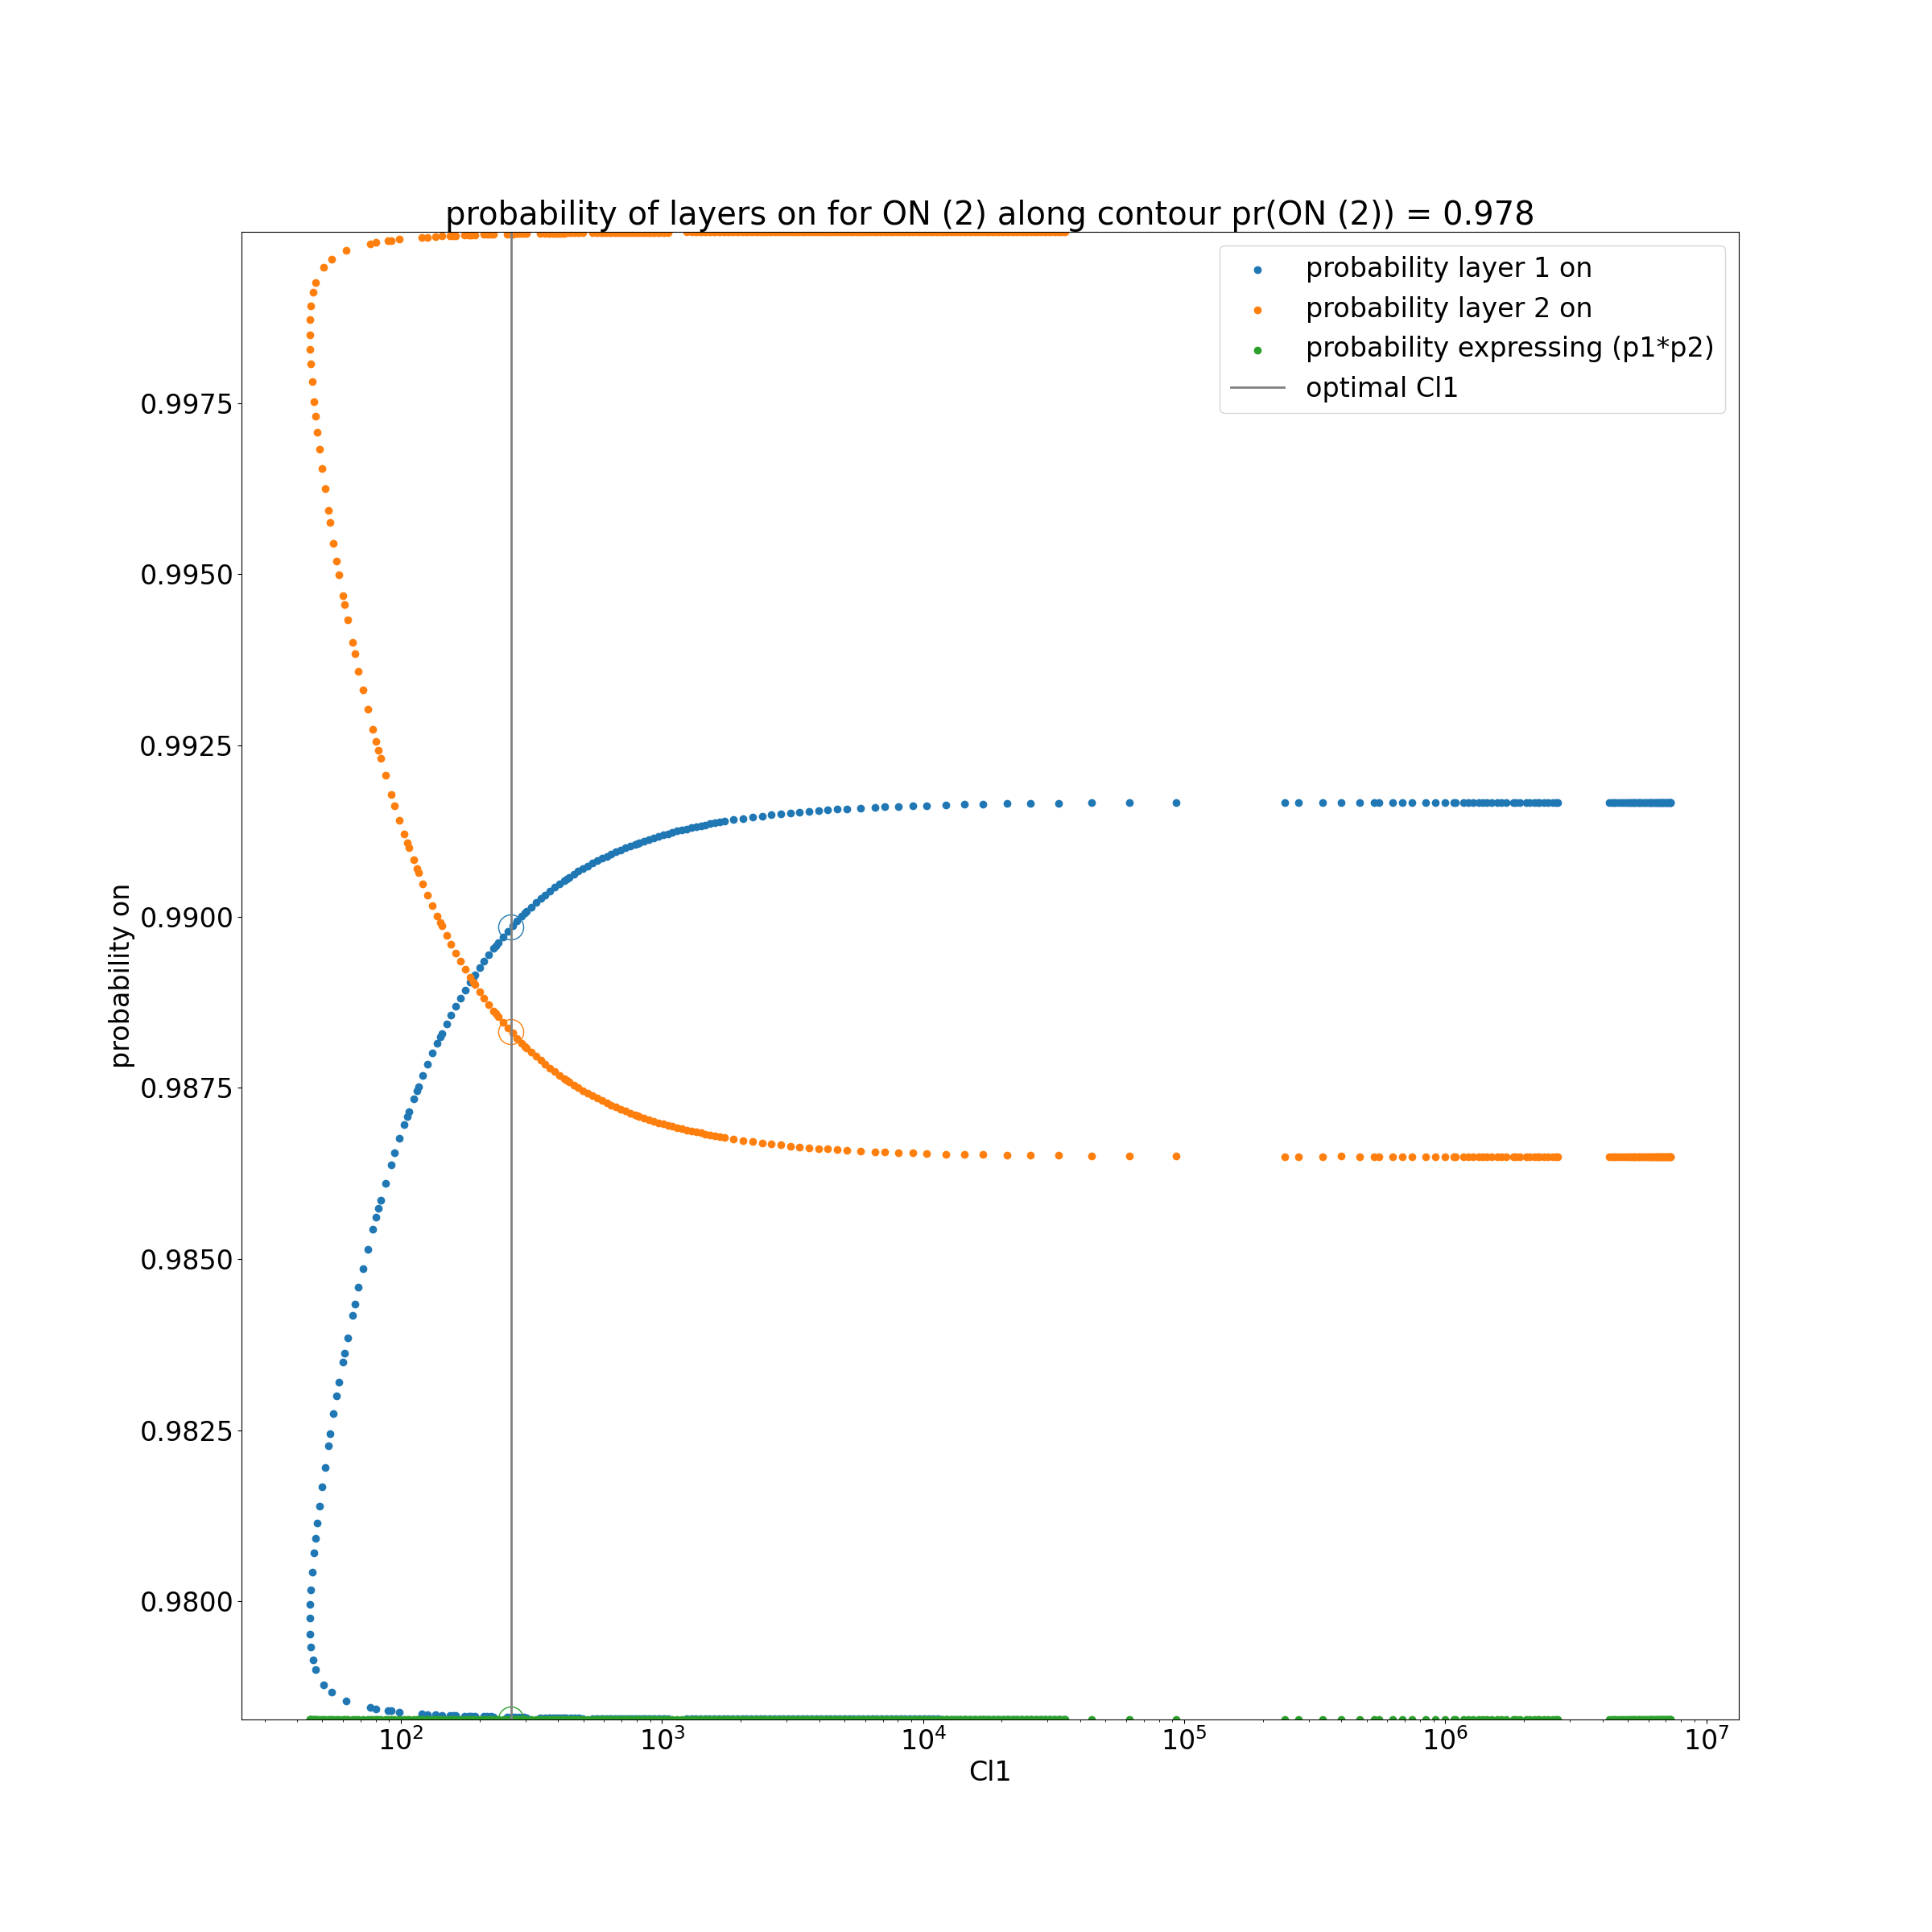 probability of layers on for ON (2) along contour pr(ON (2)) = 0.978
probability layer 1 on
probability layer 2 on
probability expressing (p1*p2)
optimal Cl1
0.9975
0.9950
0.9925
0.9900
0.9875
0.9850
0.9825
0.9800
probability on
10² 10³ 10⁴ 10⁵ 10⁶ 10⁷
Cl1